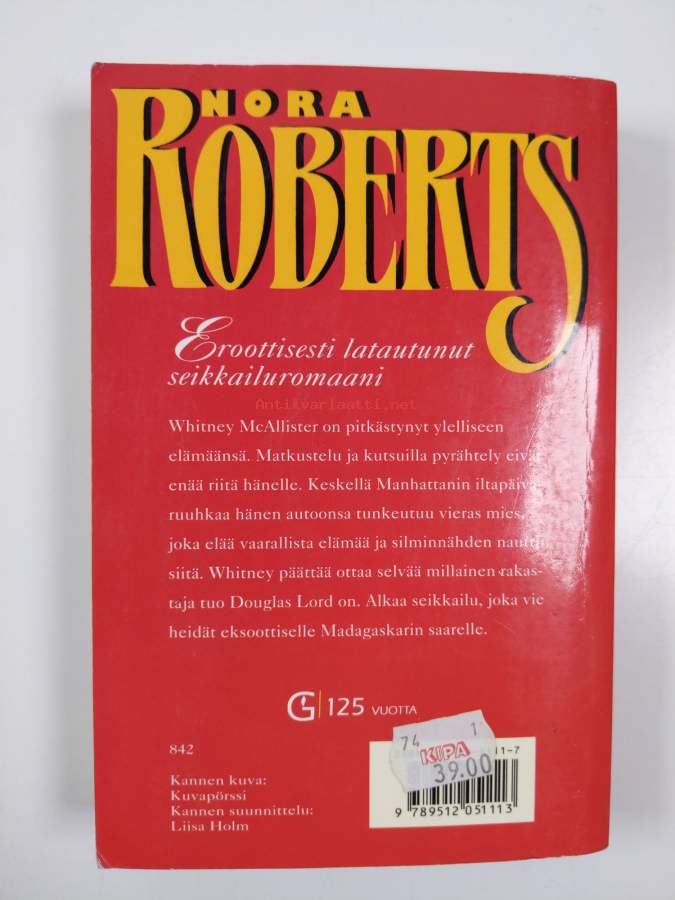 NORA
ROBERTS
Eroottisesti latautunut
seikkailuromaani
Antikvariaatti.net
Whitney McAllister on pitkästynyt ylelliseen
elämäänsä. Matkustelu ja kutsuilla pyrähtely eivät
enää riitä hänelle. Keskellä Manhattanin iltapäivä-
ruuhkaa hänen autoonsa tunkeutuu vieras mies,
joka elää vaarallista elämää ja silminnähden nauttii
siitä. Whitney päättää ottaa selvää millainen rakas-
taja tuo Douglas Lord on. Alkaa seikkailu, joka vie
heidät eksoottiselle Madagaskarin saarelle.
G 125 VUOTTA
842
Kannen kuva:
Kuvapörssi
Kannen suunnittelu:
Liisa Holm
74 1
KIPA
39.00
11-7
9 789512 051113